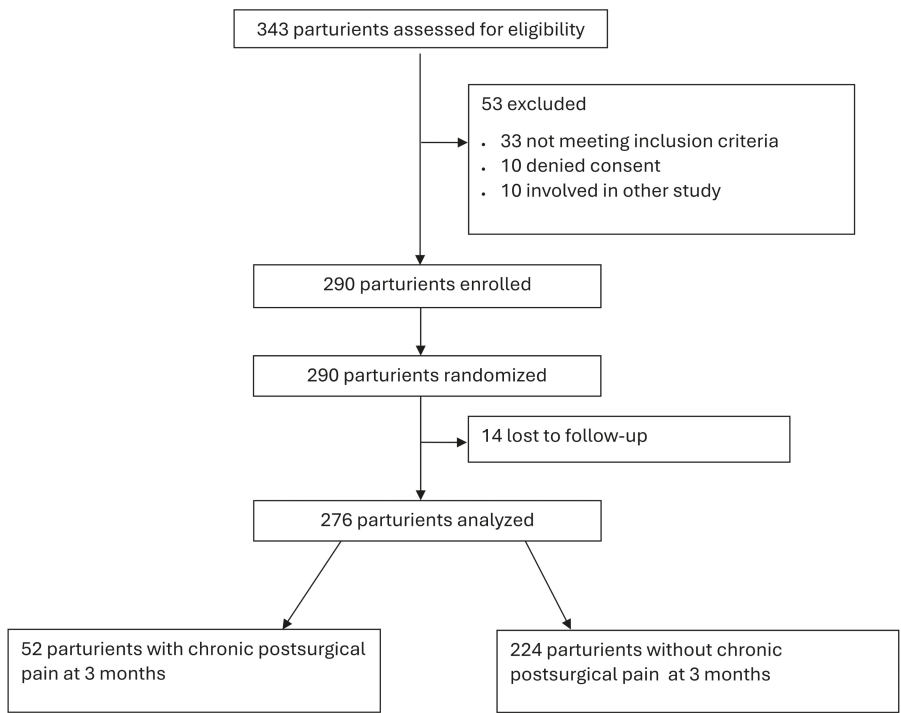 343 parturients assessed for eligibility
53 excluded
. 33 not meeting inclusion criteria
. 10 denied consent
. 10 involved in other study
290 parturients enrolled
290 parturients randomized
14 lost to follow-up
276 parturients analyzed
52 parturients with chronic postsurgical
pain at 3 months
224 parturients without chronic
postsurgical pain at 3 months